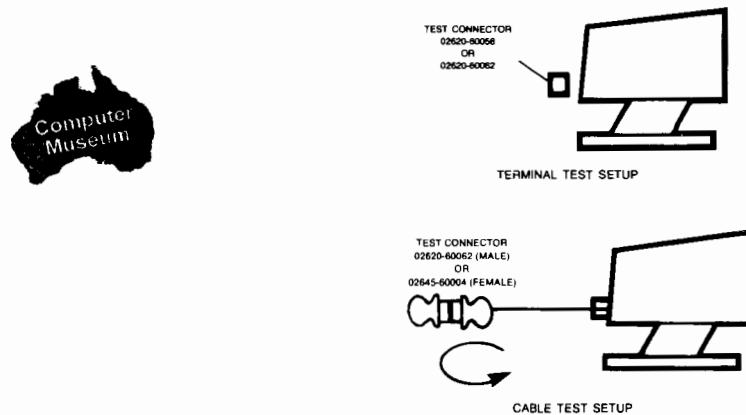 TEST CONNECTOR
02620-60056
OR
02620-60062
Computer
Museum
TERMINAL TEST SETUP
TEST CONNECTOR
02620-60062 (MALE)
OR
02645-60004 (FEMALE)
CABLE TEST SETUP